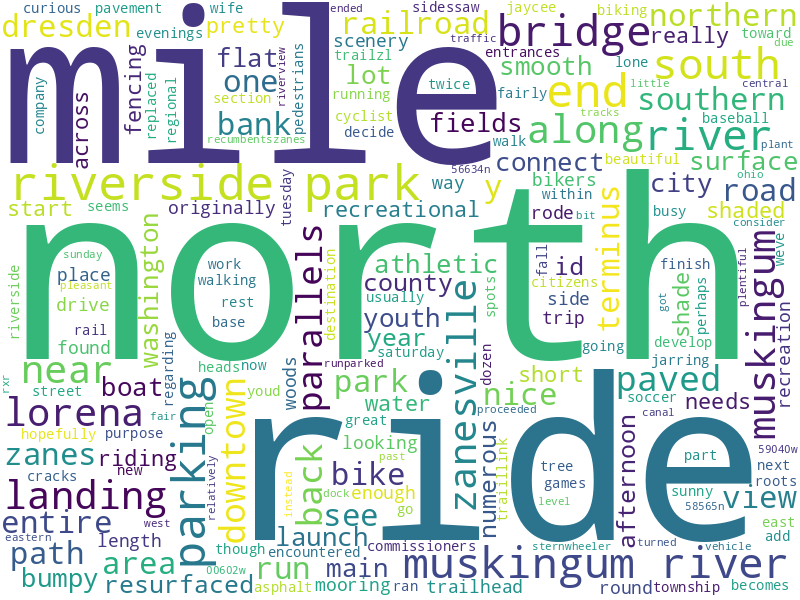 curious pavement wife jaycee biking
dresden evenings pretty railroad sidessaw northern
mile
ended traffic toward
bridge really due
company across fencing flat scenery trailzl entrances
replaced regional one lot smooth south lone
section riverview pedestrians running twice fairly end southern central
bank cyclist fields along little
recumbentszanes decide walk river baseball tracks
56634n connect beautiful surface plant
riverside park way y bikers city ohio
start seems originally tuesday recreational rode within road shaded busy bit consider
north
washington parallels terminus muskingum weve
sunday place pleasant work walking destination athletic spots fall id finish plentiful
riverside drive rest county citizens side shade got perhaps
rail base usually youth trip going develop recreation
found year saturday
near street regarding heads now runparked dozen short jarring
boat woods park nice paved
lorena rxr fair open youd great water numerous soccer needs
hopefully purpose parking downtown proceeded canal
zanes riding relatively back looking past zanesville afternoon tree part 59040w next
cracks new instead bike trailllink games sunny roots
landing dock enough level 58565n view
ride
entire length west see go launch east
path eastern though encountered commissioners sternwheeler turned vehicle add
area 00602w run main muskingum river
bumpy resurfaced asphalt mooring ran trailhead round township becomes